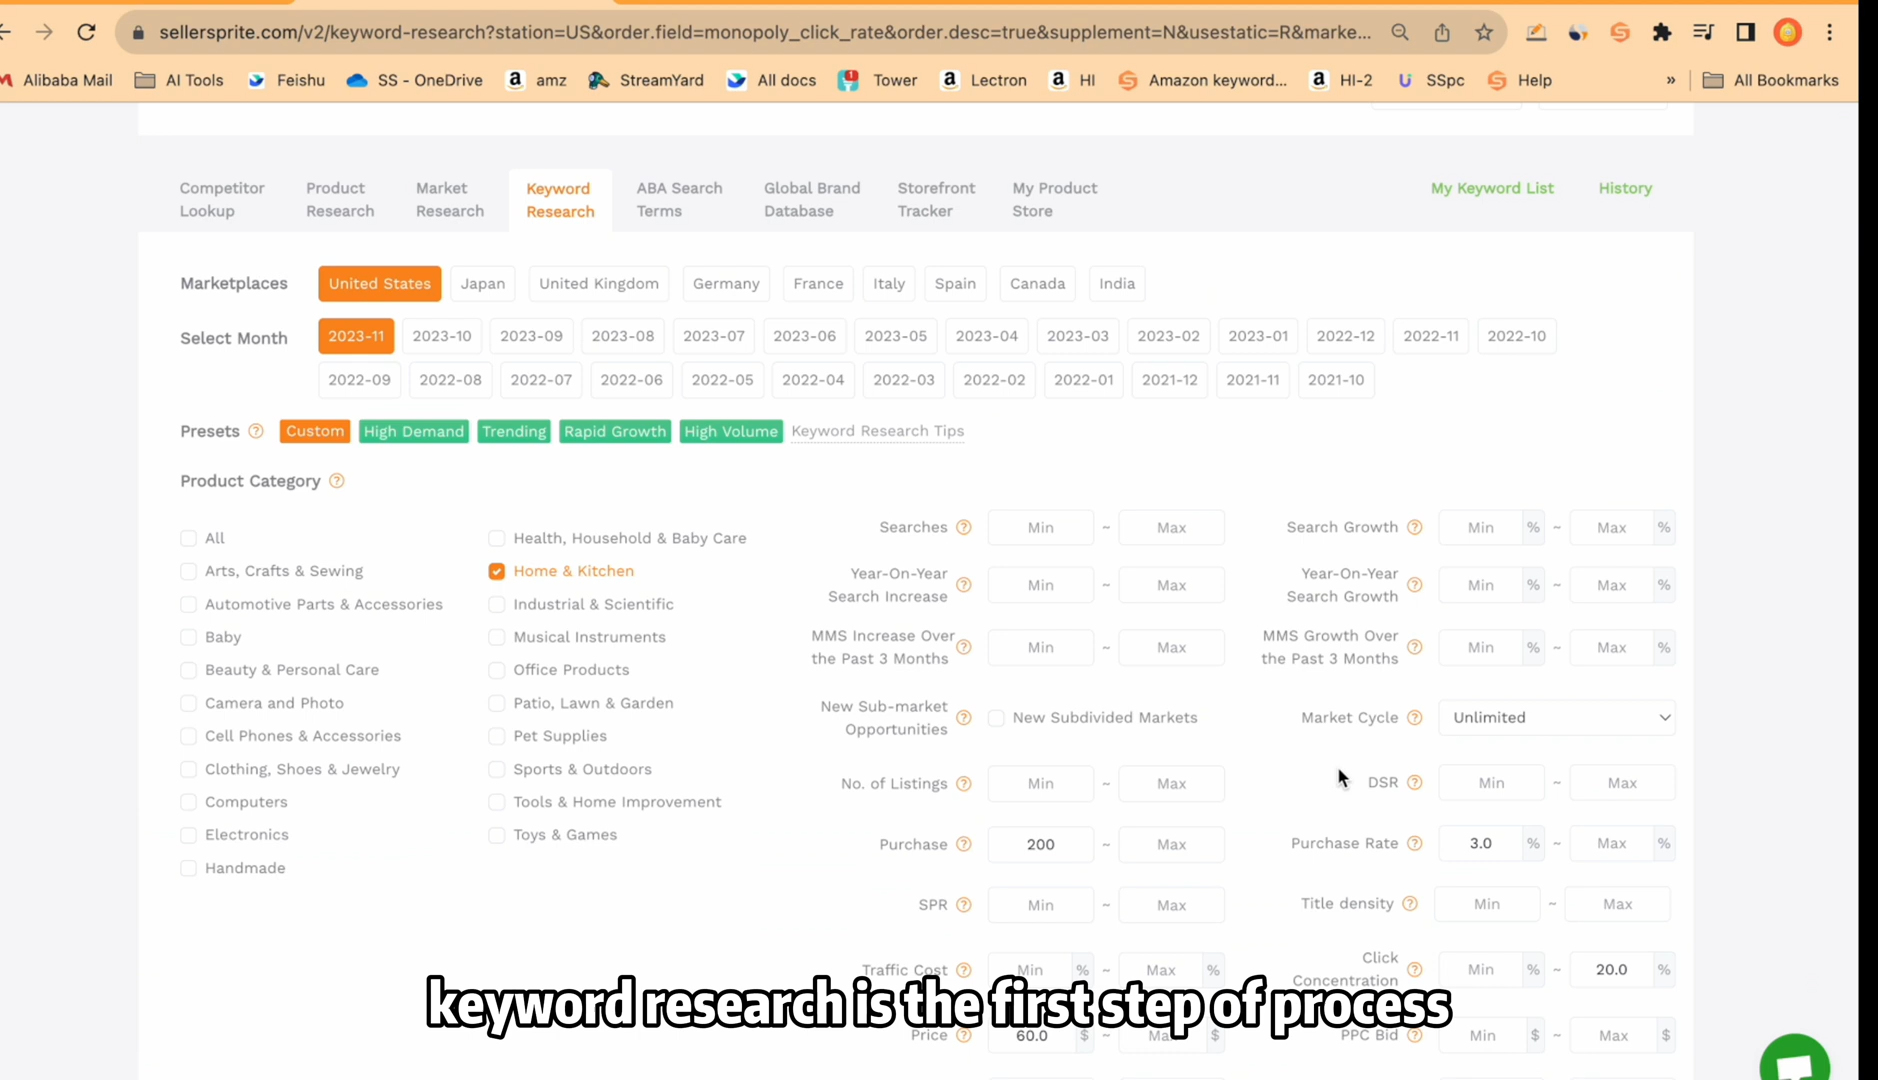 sellersprite.com/v2/keyword-research?station=US&order.field=monopoly_click_rate&order.desc=true&supplement=N&usestatic=R&marke...
Alibaba Mail AI Tools Feishu SS - OneDrive amz StreamYard All docs Tower Lectron HI Amazon keyword... HI-2 SSpc Help » All Bookmarks
Competitor Lookup Product Research Market Research Keyword Research ABA Search Terms Global Brand Database Storefront Tracker My Product Store My Keyword List History
Marketplaces United States Japan United Kingdom Germany France Italy Spain Canada India
Select Month 2023-11 2023-10 2023-09 2023-08 2023-07 2023-06 2023-05 2023-04 2023-03 2023-02 2023-01 2022-12 2022-11 2022-10
2022-09 2022-08 2022-07 2022-06 2022-05 2022-04 2022-03 2022-02 2022-01 2021-12 2021-11 2021-10
Presets ? Custom High Demand Trending Rapid Growth High Volume Keyword Research Tips
Product Category ?
All
Arts, Crafts & Sewing
Automotive Parts & Accessories
Baby
Beauty & Personal Care
Camera and Photo
Cell Phones & Accessories
Clothing, Shoes & Jewelry
Computers
Electronics
Handmade
Health, Household & Baby Care
Home & Kitchen
Industrial & Scientific
Musical Instruments
Office Products
Patio, Lawn & Garden
Pet Supplies
Sports & Outdoors
Tools & Home Improvement
Toys & Games
Searches ? Min ~ Max Search Growth ? Min % ~ Max %
Year-On-Year Search Increase ? Min ~ Max Year-On-Year Search Growth ? Min % ~ Max %
MMS Increase Over the Past 3 Months ? Min ~ Max MMS Growth Over the Past 3 Months ? Min % ~ Max %
New Sub-market Opportunities ? New Subdivided Markets Market Cycle ? Unlimited
No. of Listings ? Min ~ Max DSR ? Min ~ Max
Purchase ? 200 ~ Max Purchase Rate ? 3.0 % ~ Max %
SPR ? Min ~ Max Title density ? Min ~ Max
Traffic Cost ? Min % ~ Max % Click Concentration ? Min % ~ 20.0 %
keyword research is the first step of process
Price ? 60.0 $ ~ Max $ PPC Bid ? Min $ ~ Max $